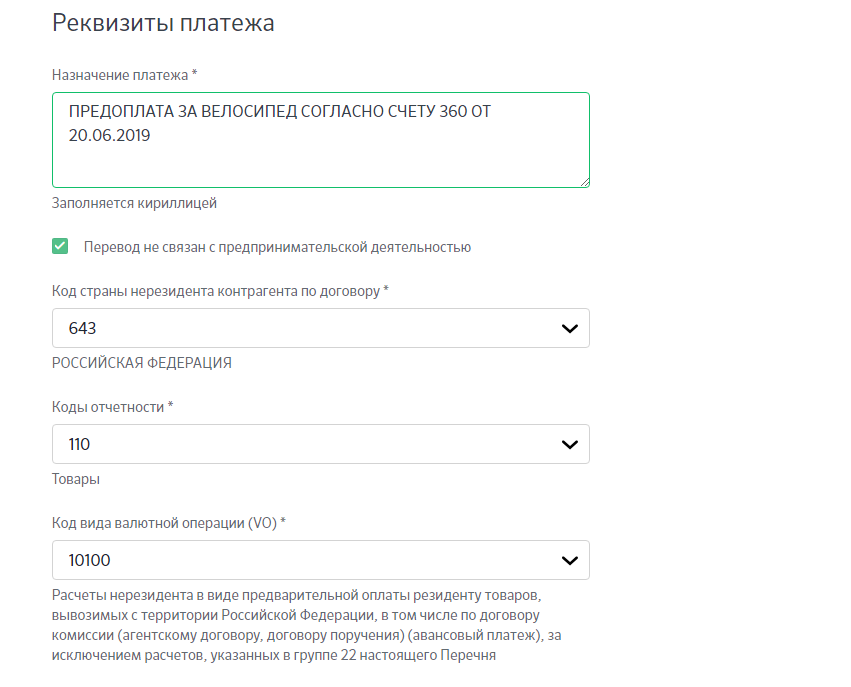 Реквизиты платежа
Назначение платежа *
ПРЕДОПЛАТА ЗА ВЕЛОСИПЕД СОГЛАСНО СЧЕТУ 360 ОТ
20.06.2019
Заполняется кириллицей
Перевод не связан с предпринимательской деятельностью
Код страны нерезидента контрагента по договору *
643
РОССИЙСКАЯ ФЕДЕРАЦИЯ
Коды отчетности *
110
Товары
Код вида валютной операции (VO) *
10100
Расчеты нерезидента в виде предварительной оплаты резиденту товаров,
вывозимых с территории Российской Федерации, в том числе по договору
комиссии (агентскому договору, договору поручения) (авансовый платеж), за
исключением расчетов, указанных в группе 22 настоящего Перечня